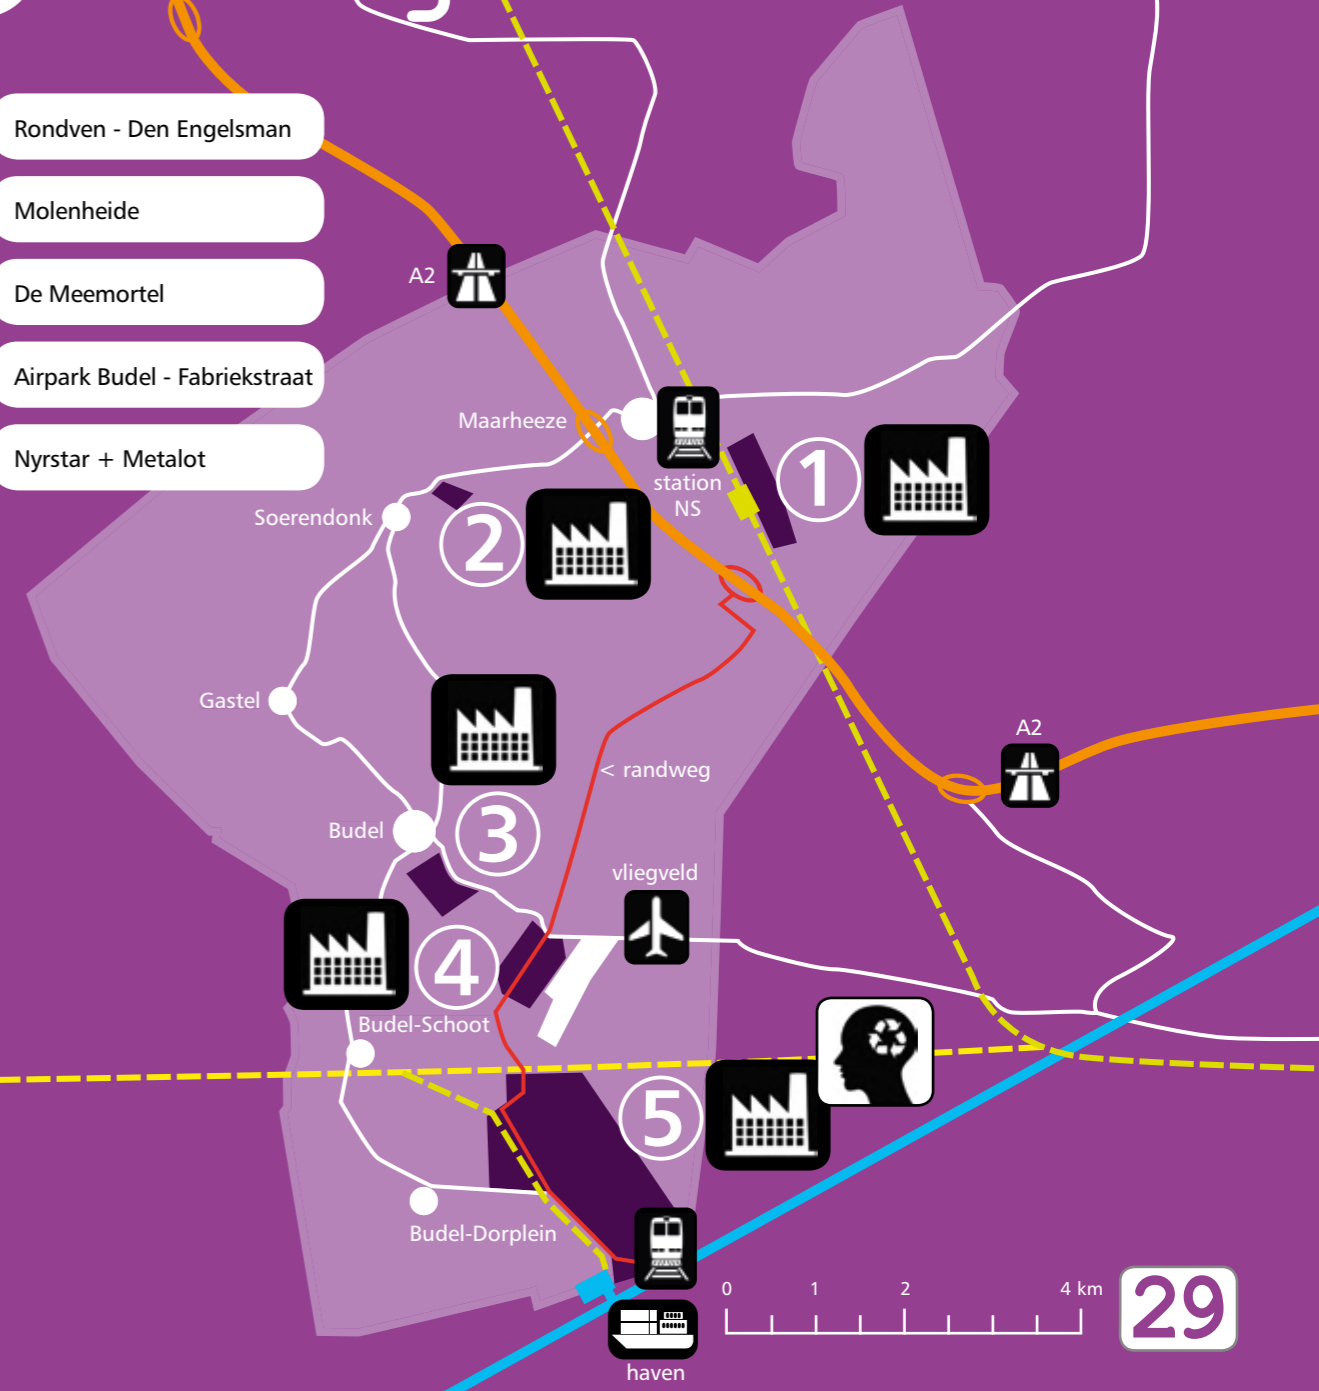 Rondven - Den Engelsman
Molenheide
A2
De Meemortel
Airpark Budel - Fabriekstraat
Maarheeze
Nyrstar + Metalot
station
NS
1
Soerendonk
2
Gastel
A2
< randweg
Budel
3
vliegveld
4
Budel-Schoot
5
Budel-Dorplein
0 1 2 4 km
29
haven